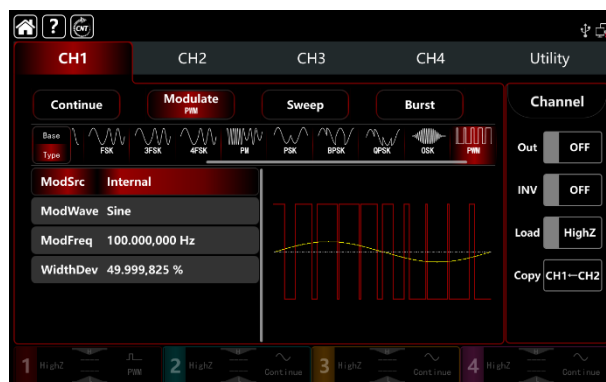 ? CNT
CH1 CH2 CH3 CH4 Utility
Continue Modulate PWM Sweep Burst Channel
Base Type FSK 3FSK 4FSK PM PSK BPSK QPSK OSK PWM
Out OFF
ModSrc Internal
INV OFF
ModWave Sine
ModFreq 100.000,000 Hz
Load HighZ
WidthDev 49.999,825 %
Copy CH1←CH2
1 HighZ PWM 2 HighZ Continue 3 HighZ Continue 4 HighZ Continue